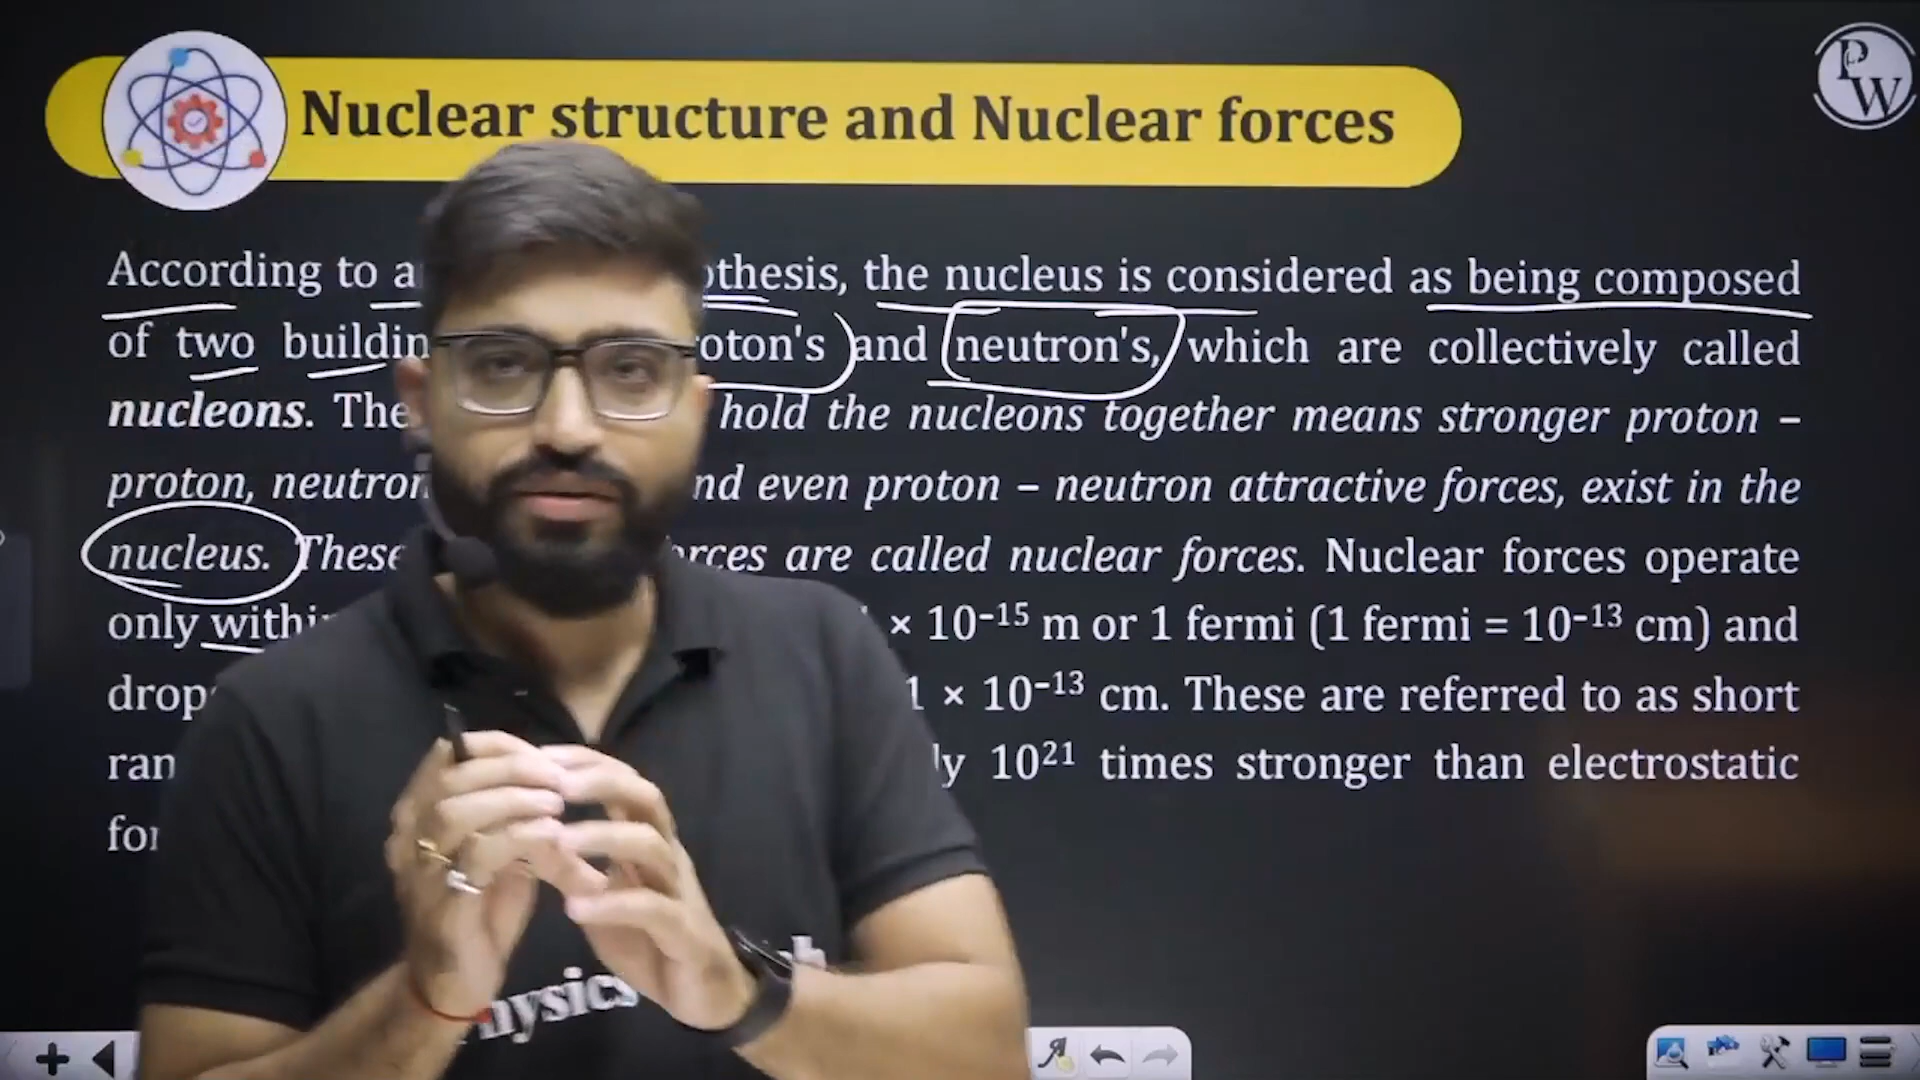 Nuclear structure and Nuclear forces
PW
According to othesis, the nucleus is considered as being composed
of two buildin oton's and neutron's, which are collectively called
nucleons. The hold the nucleons together means stronger proton –
proton, neutron nd even proton – neutron attractive forces, exist in the
nucleus. These rces are called nuclear forces. Nuclear forces operate
only within × 10⁻¹⁵ m or 1 fermi (1 fermi = 10⁻¹³ cm) and
drop 1 × 10⁻¹³ cm. These are referred to as short
ran ly 10²¹ times stronger than electrostatic
for
hysics